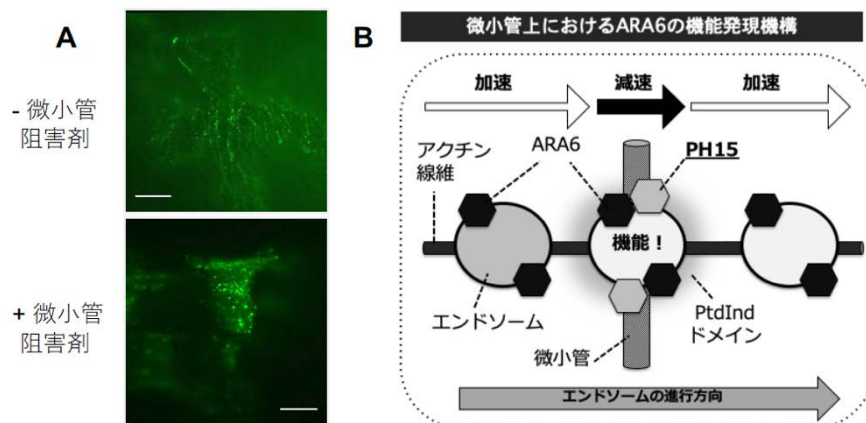 A
- 微小管
阻害剤
+ 微小管
阻害剤
B
微小管上におけるARA6の機能発現機構
加速
減速
加速
アクチン
線維
ARA6
PH15
機能！
エンドソーム
微小管
PtdInd
ドメイン
エンドソームの進行方向